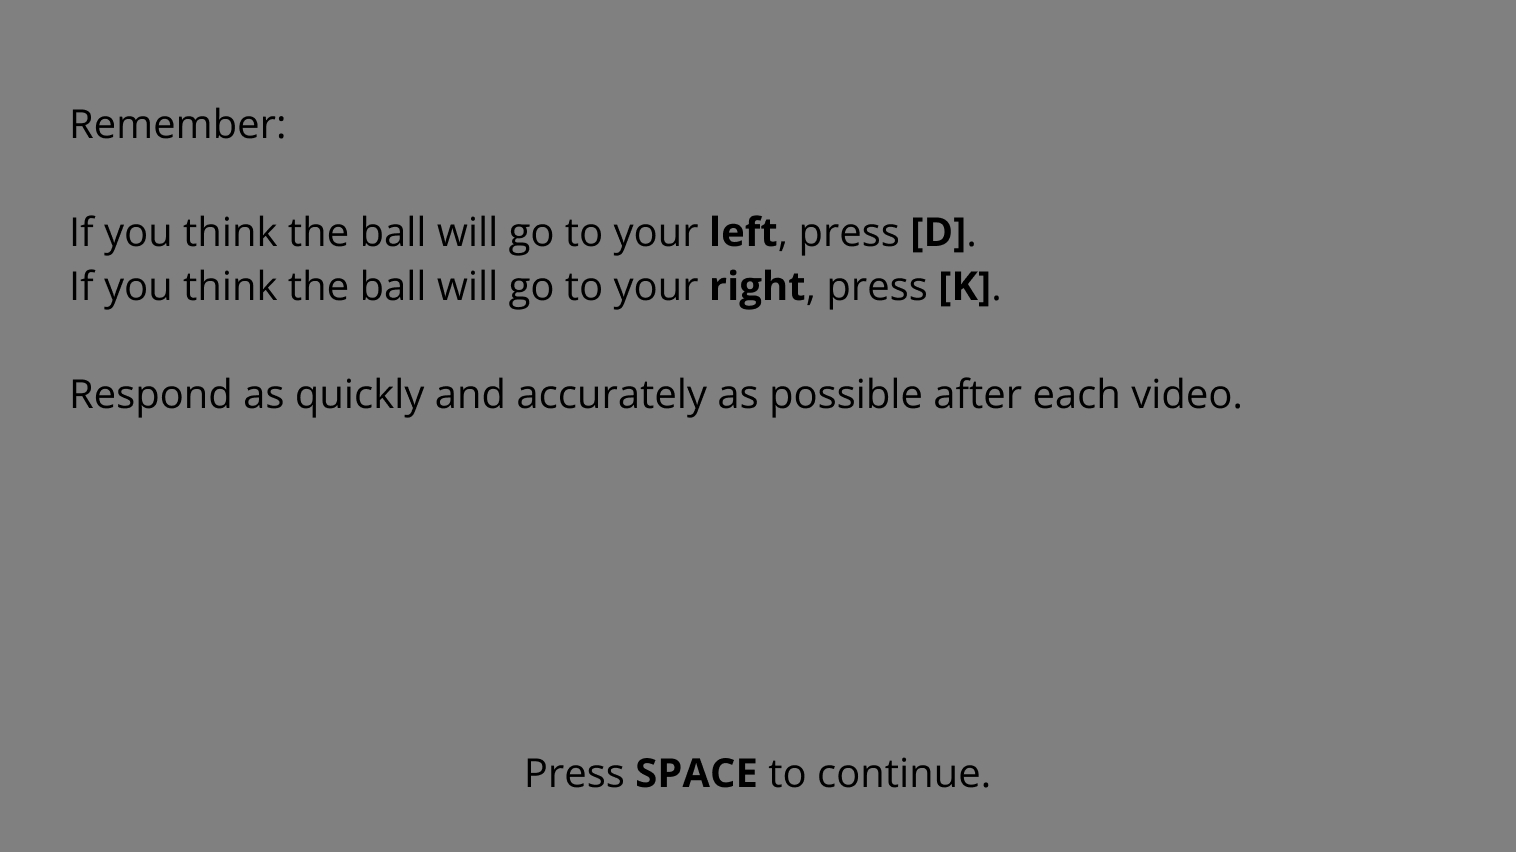 Remember:
If you think the ball will go to your left, press [D].
If you think the ball will go to your right, press [K].
Respond as quickly and accurately as possible after each video.
Press SPACE to continue.